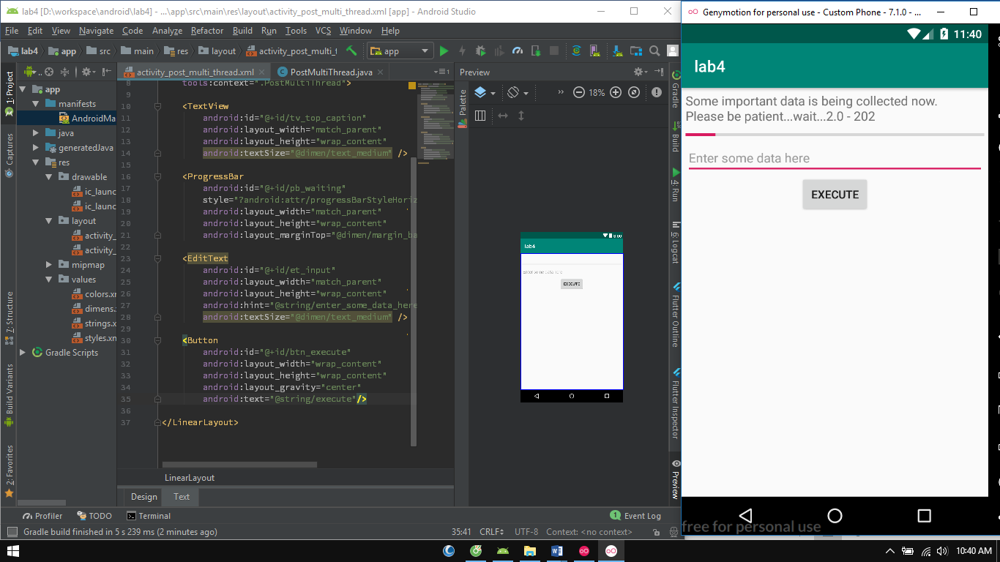 lab4 [D:\workspace\android\lab4] - ...\app\src\main\res\layout\activity_post_multi_thread.xml [app] - Android Studio
File Edit View Navigate Code Analyze Refactor Build Run Tools VCS Window Help
lab4 app src main res layout activity_post_multi_t app
1: Project
Captures
7: Structure
Build Variants
2: Favorites
app
manifests
AndroidMa
java
generatedJava
res
drawable
ic_launc
ic_launc
layout
activity_
activity_
mipmap
values
colors.xm
dimens.
strings.x
styles.xm
Gradle Scripts
activity_post_multi_thread.xml PostMultiThread.java
8 tools:context=".PostMultiThread">
9
10 <TextView
11 android:id="@+id/tv_top_caption"
12 android:layout_width="match_parent"
13 android:layout_height="wrap_content"
14 android:textSize="@dimen/text_medium" />
15
16 <ProgressBar
17 android:id="@+id/pb_waiting"
18 style="?android:attr/progressBarStyleHoriz
19 android:layout_width="match_parent"
20 android:layout_height="wrap_content"
21 android:layout_marginTop="@dimen/margin_ba
22
23 <EditText
24 android:id="@+id/et_input"
25 android:layout_width="match_parent"
26 android:layout_height="wrap_content"
27 android:hint="@string/enter_some_data_here
28 android:textSize="@dimen/text_medium" />
29
30 <Button
31 android:id="@+id/btn_execute"
32 android:layout_width="wrap_content"
33 android:layout_height="wrap_content"
34 android:layout_gravity="center"
35 android:text="@string/execute"/>
36
37 </LinearLayout>
LinearLayout
Design Text
Preview
Palette
18%
8:00
lab4
Enter some data here
EXECUTE
Gradle
Build
4: Run
6: Logcat
Flutter Outline
Flutter Inspector
Preview
Profiler TODO Terminal 1 Event Log
Gradle build finished in 5 s 239 ms (2 minutes ago) 35:41 CRLF UTF-8 Context: <no context>
Genymotion for personal use - Custom Phone - 7.1.0 - ...
11:40
lab4
Some important data is being collected now.
Please be patient...wait...2.0 - 202
Enter some data here
EXECUTE
free for personal use
10:40 AM